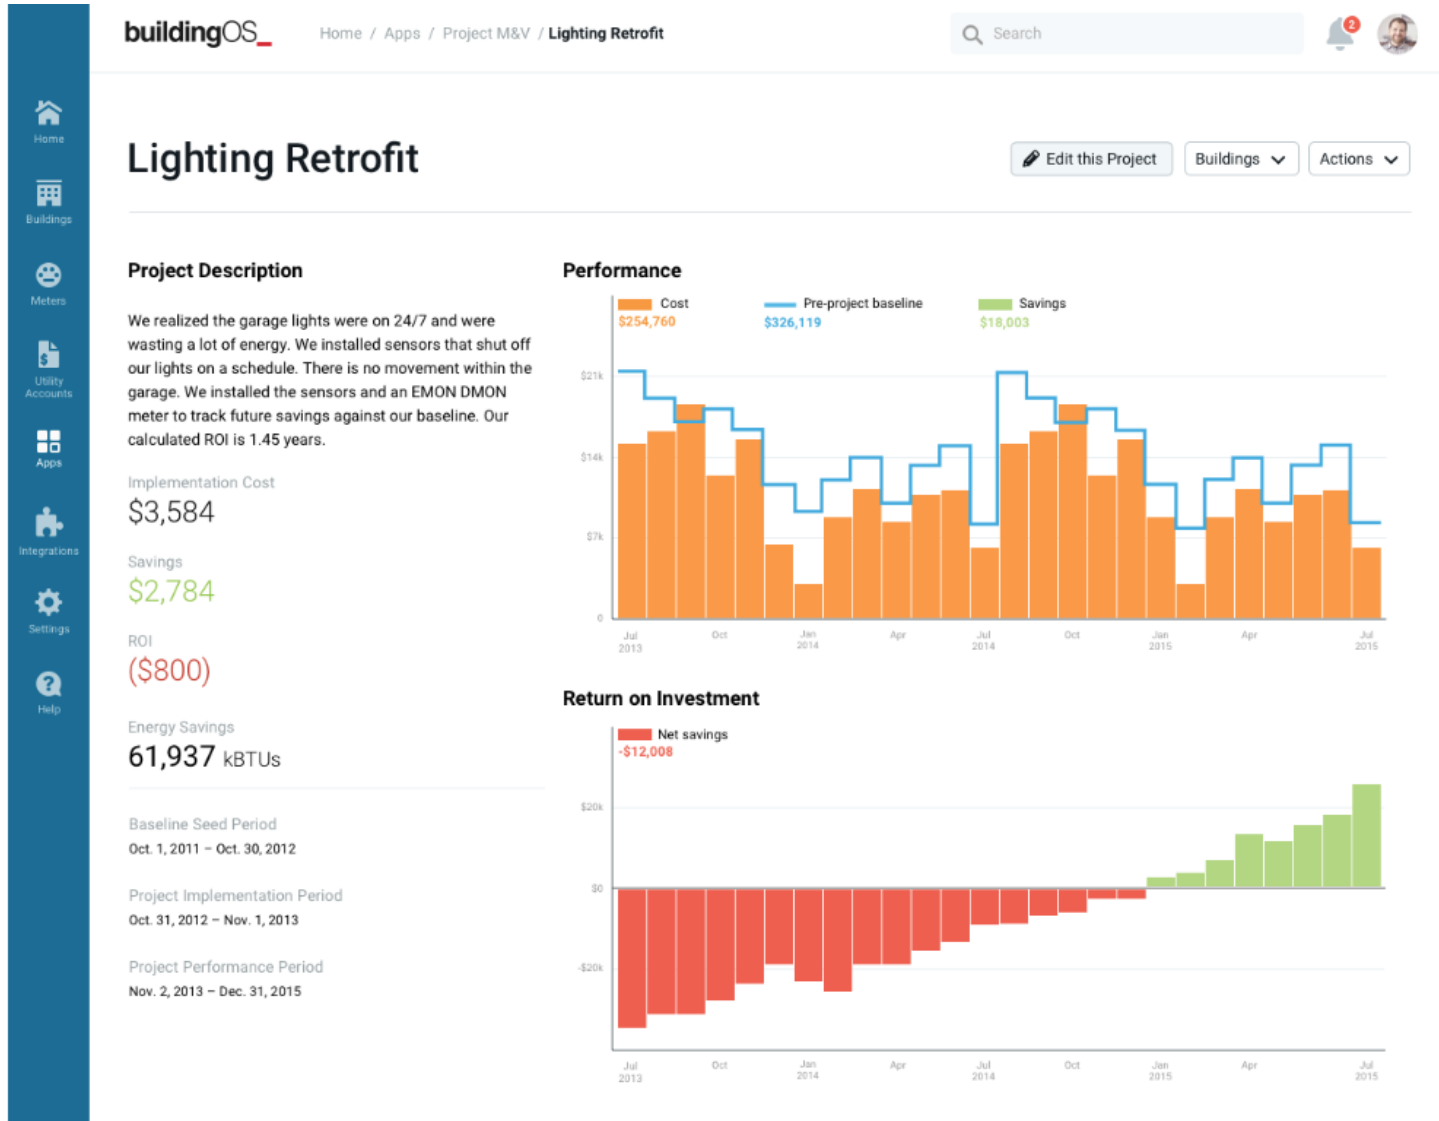 buildingOS_
Home / Apps / Project M&V / Lighting Retrofit
Search
2
Home
Buildings
Meters
Utility
Accounts
Apps
Integrations
Settings
Help
Lighting Retrofit
Edit this Project
Buildings
Actions
Project Description
We realized the garage lights were on 24/7 and were
wasting a lot of energy. We installed sensors that shut off
our lights on a schedule. There is no movement within the
garage. We installed the sensors and an EMON DMON
meter to track future savings against our baseline. Our
calculated ROI is 1.45 years.
Implementation Cost
$3,584
Savings
$2,784
ROI
($800)
Energy Savings
61,937 kBTUs
Baseline Seed Period
Oct. 1, 2011 – Oct. 30, 2012
Project Implementation Period
Oct. 31, 2012 – Nov. 1, 2013
Project Performance Period
Nov. 2, 2013 – Dec. 31, 2015
Performance
Cost Pre-project baseline Savings
$254,760 $326,119 $18,003
$21k
$14k
$7k
0
Jul Oct Jan Apr Jul Oct Jan Apr Jul
2013 2014 2014 2015 2015
Return on Investment
Net savings
-$12,008
$20k
$0
-$20k
Jul Oct Jan Apr Jul Oct Jan Apr Jul
2013 2014 2014 2015 2015